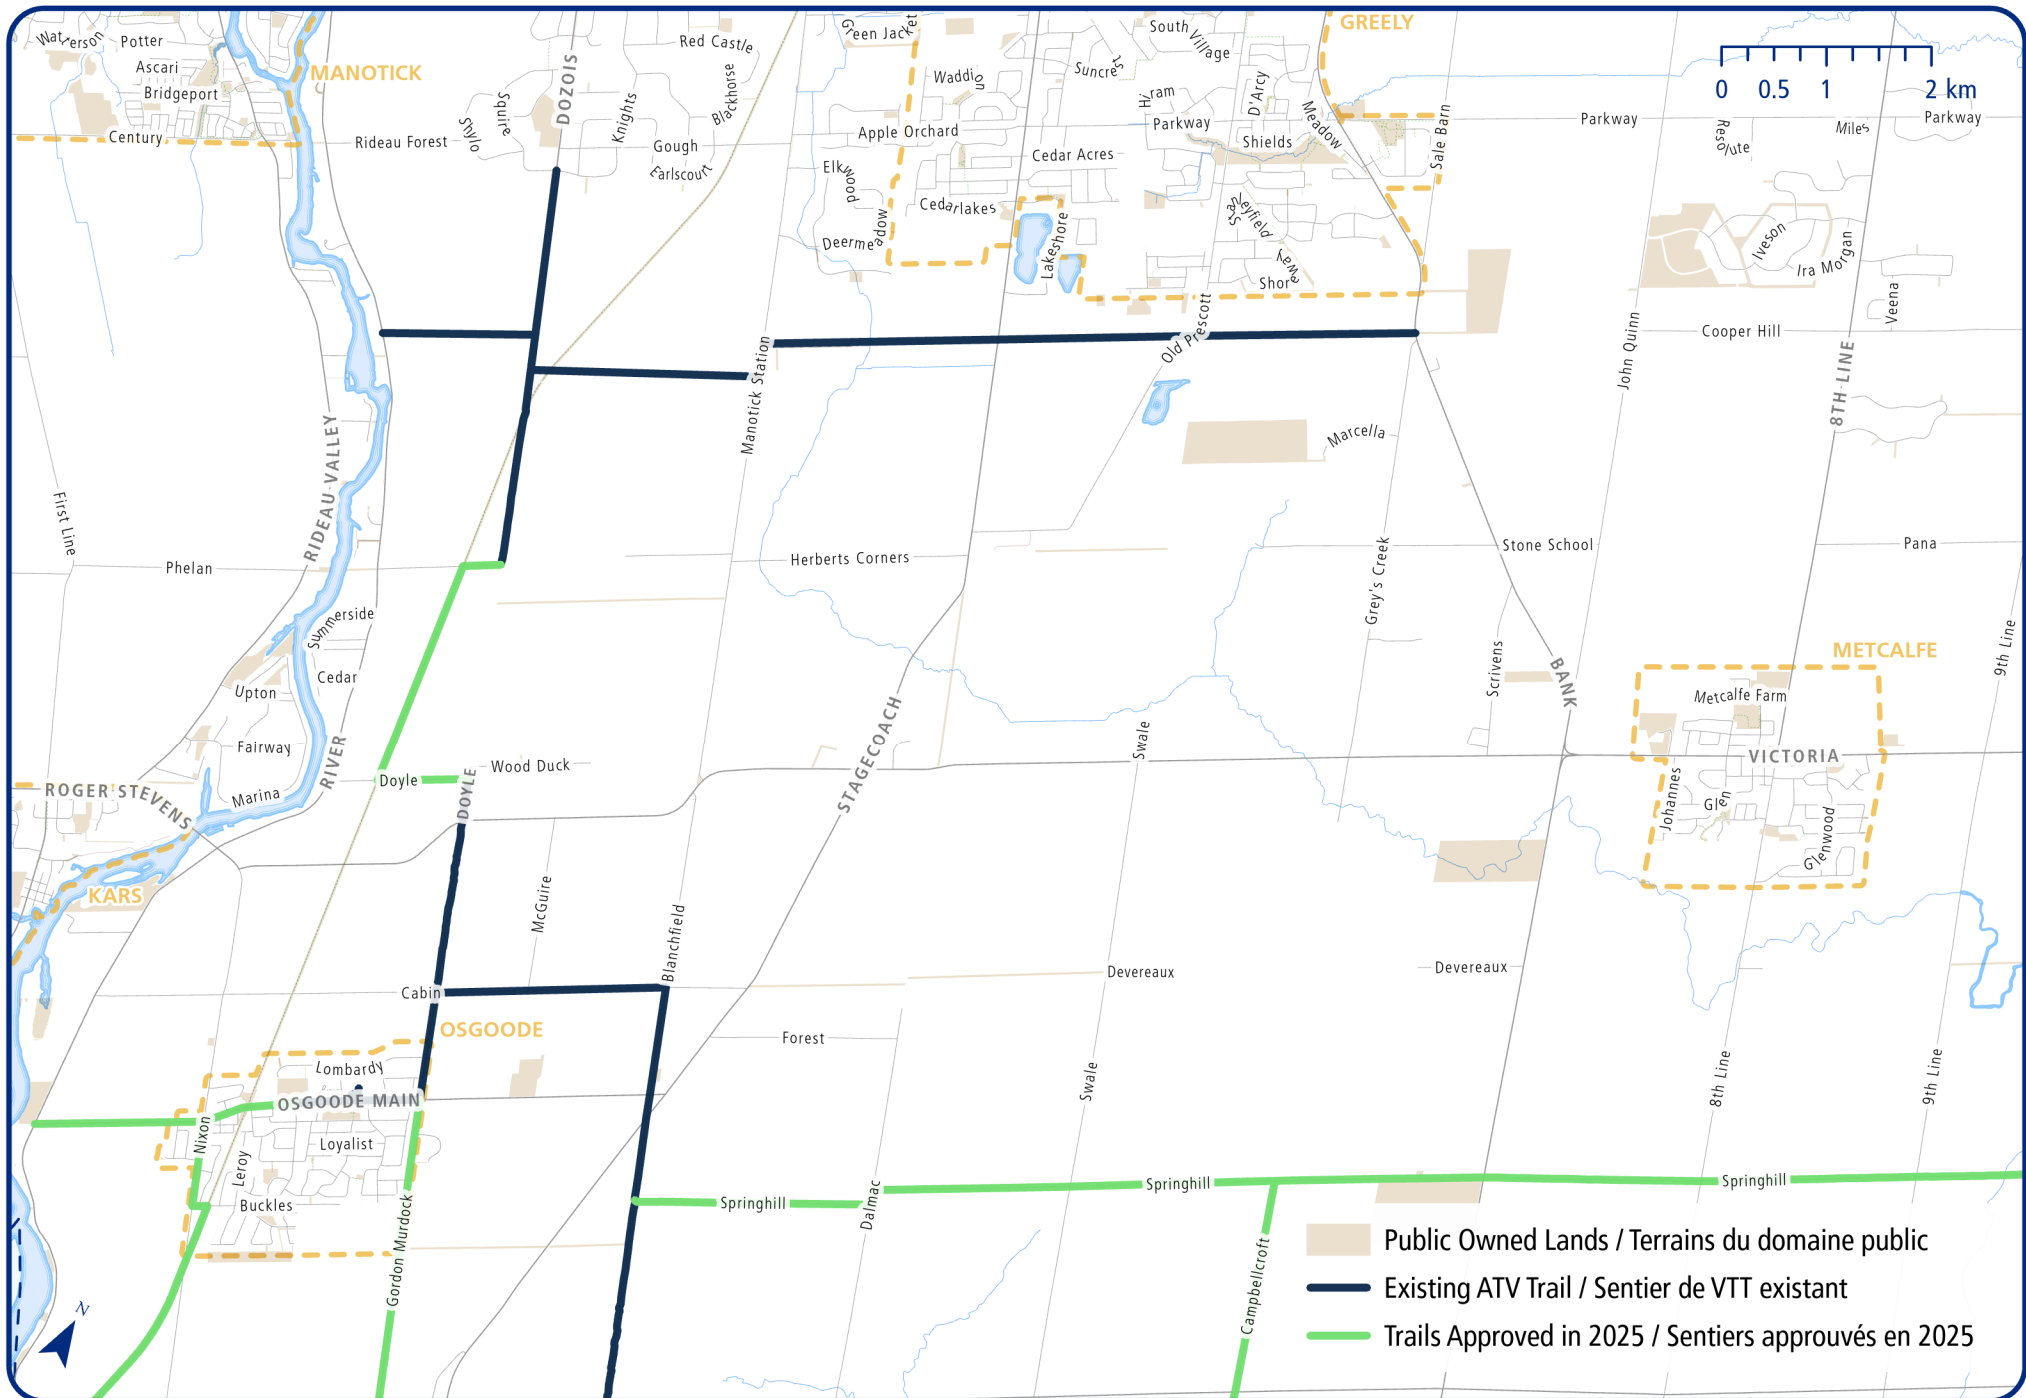 GREELY
Watterson
Potter
Green Jacket
South Village
Red Castle
Ascari
MANOTICK
Suncrest
Waddion
DOZOIS
0 0.5 1 2 km
Bridgeport
Blackhorse
Hiram
D'Arcy
Squire
Knights
Shylo
Century
Rideau Forest
Gough
Apple Orchard
Parkway
Meadow
Sale Barn
Parkway
Resolute
Miles
Parkway
Shields
Cedar Acres
Earlscourt
Elkwood
Cedarlakes
Stanleyfield
Deermeadow
Lakeshore
Way
Shore
Iveson
Ira Morgan
Veena
Old Prescott
John Quinn
Cooper Hill
Manotick Station
8TH LINE
RIDEAU VALLEY
Marcella
First Line
Phelan
Herberts Corners
Grey's Creek
Stone School
Pana
Summerside
Cedar
Upton
Scrivens
BANK
METCALFE
9th Line
Metcalfe Farm
Fairway
RIVER
STAGECOACH
Swale
VICTORIA
Wood Duck
Doyle
DOYLE
ROGER STEVENS
Marina
Johannes
Glen
Glenwood
KARS
McGuire
Blanchfield
Cabin
Devereaux
Devereaux
OSGOODE
Forest
Lombardy
Swale
8th Line
9th Line
OSGOODE MAIN
Nixon
Loyalist
Leroy
Buckles
Gordon Murdock
Springhill
Dalmac
Springhill
Springhill
Campbellcroft
N
Public Owned Lands / Terrains du domaine public
Existing ATV Trail / Sentier de VTT existant
Trails Approved in 2025 / Sentiers approuvés en 2025